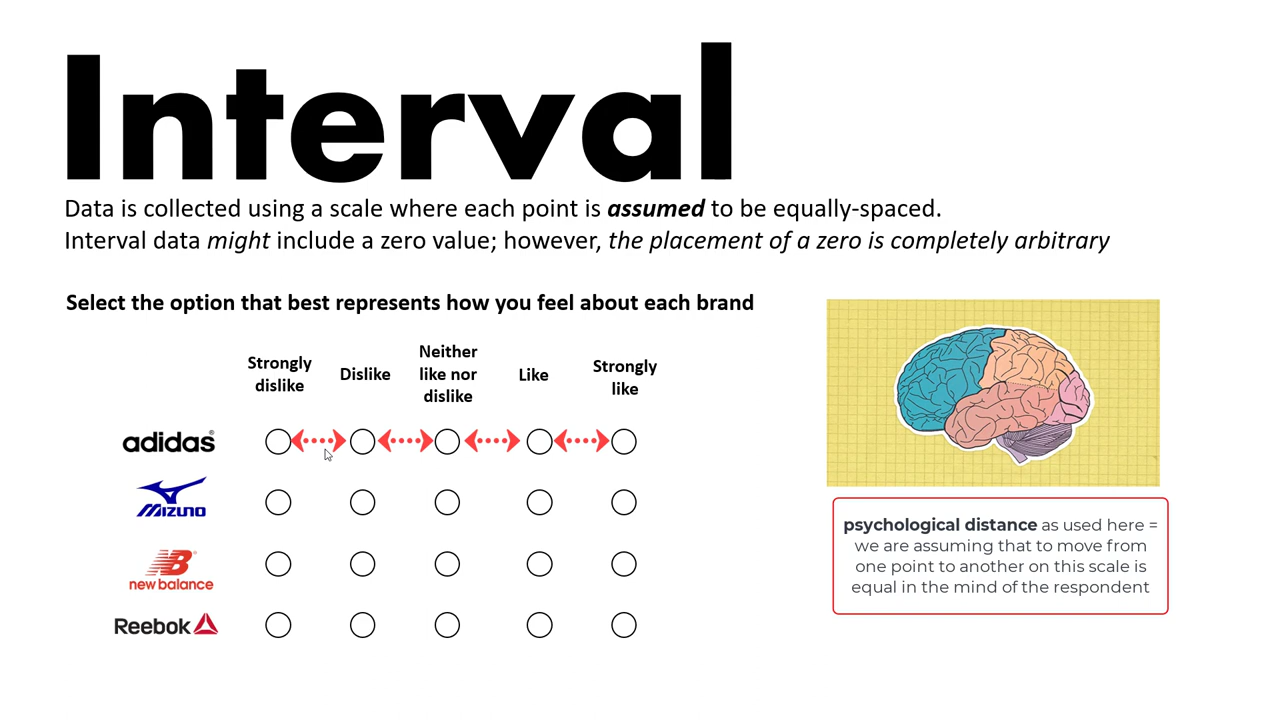 Interval
Data is collected using a scale where each point is assumed to be equally-spaced.
Interval data might include a zero value; however, the placement of a zero is completely arbitrary
Select the option that best represents how you feel about each brand
Strongly
dislike
Dislike
Neither
like nor
dislike
Like
Strongly
like
adidas®
MIZUNO
NB
new balance
Reebok
psychological distance as used here =
we are assuming that to move from
one point to another on this scale is
equal in the mind of the respondent